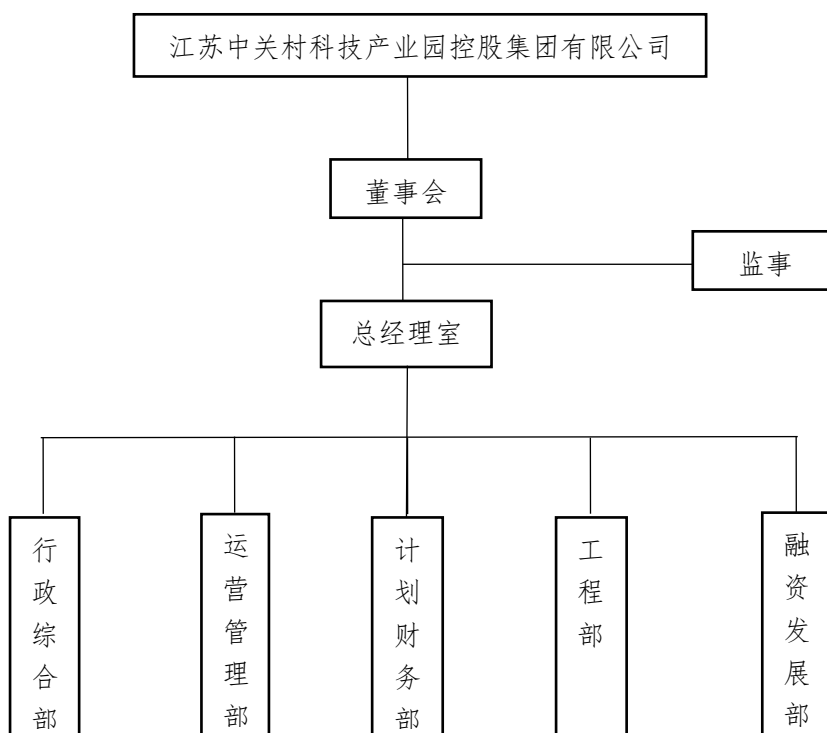 江苏中关村科技产业园控股集团有限公司
董事会
监事
总经理室
行政综合部
运营管理部
计划财务部
工程部
融资发展部